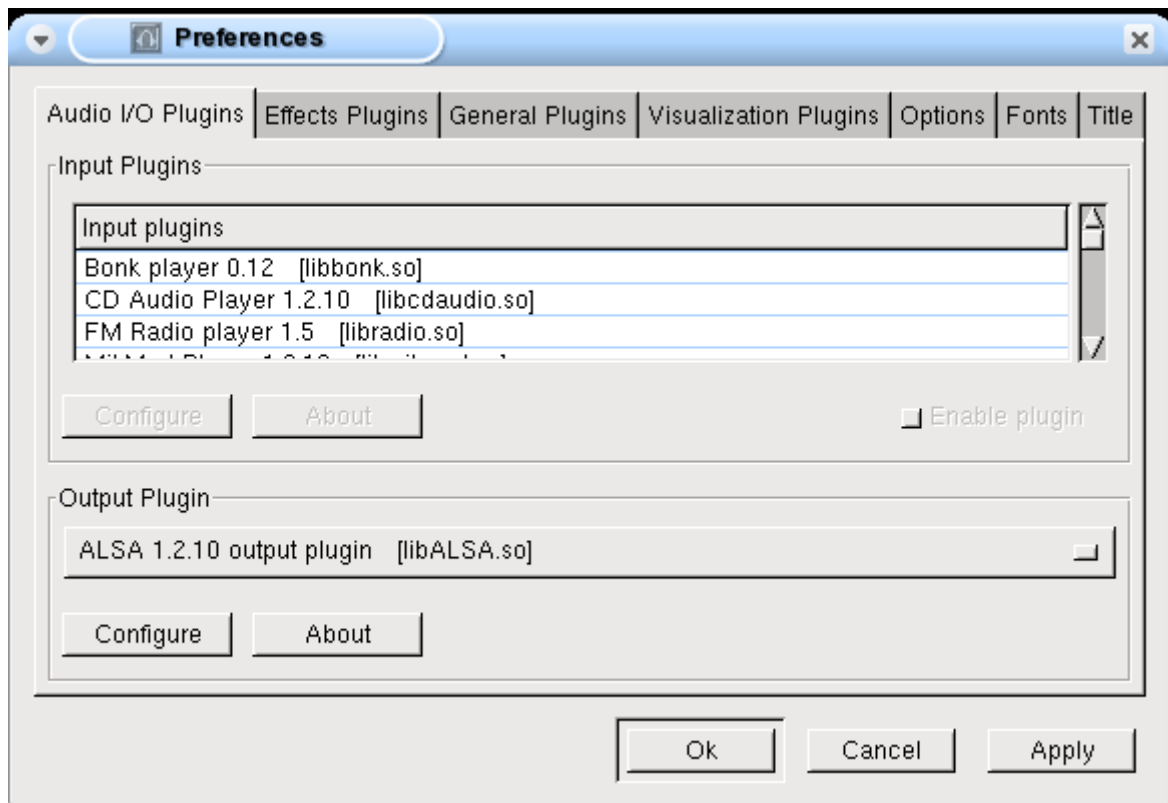 Preferences
Audio I/O Plugins Effects Plugins General Plugins Visualization Plugins Options Fonts Title
Input Plugins
Input plugins
Bonk player 0.12 [libbonk.so]
CD Audio Player 1.2.10 [libcdaudio.so]
FM Radio player 1.5 [libradio.so]
Configure About Enable plugin
Output Plugin
ALSA 1.2.10 output plugin [libALSA.so]
Configure About
Ok Cancel Apply